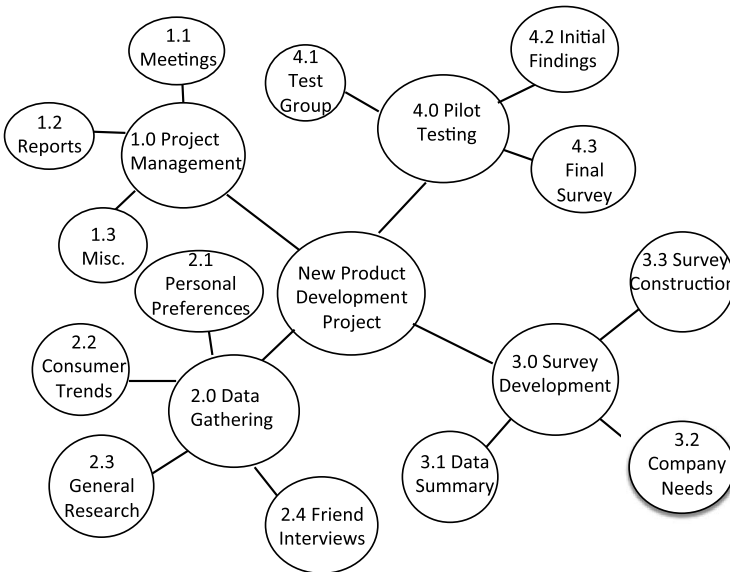 1.1
Meetings
1.2
Reports
1.0 Project
Management
1.3
Misc.
4.1
Test
Group
4.2 Initial
Findings
4.0 Pilot
Testing
4.3
Final
Survey
New Product
Development
Project
2.1
Personal
Preferences
2.2
Consumer
Trends
2.0 Data
Gathering
2.3
General
Research
2.4 Friend
Interviews
3.3 Survey
Construction
3.0 Survey
Development
3.1 Data
Summary
3.2
Company
Needs